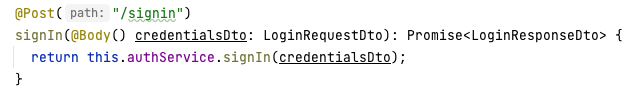 @Post( path: "/signin")
signIn(@Body() credentialsDto: LoginRequestDto): Promise<LoginResponseDto> {
  return this.authService.signIn(credentialsDto);
}